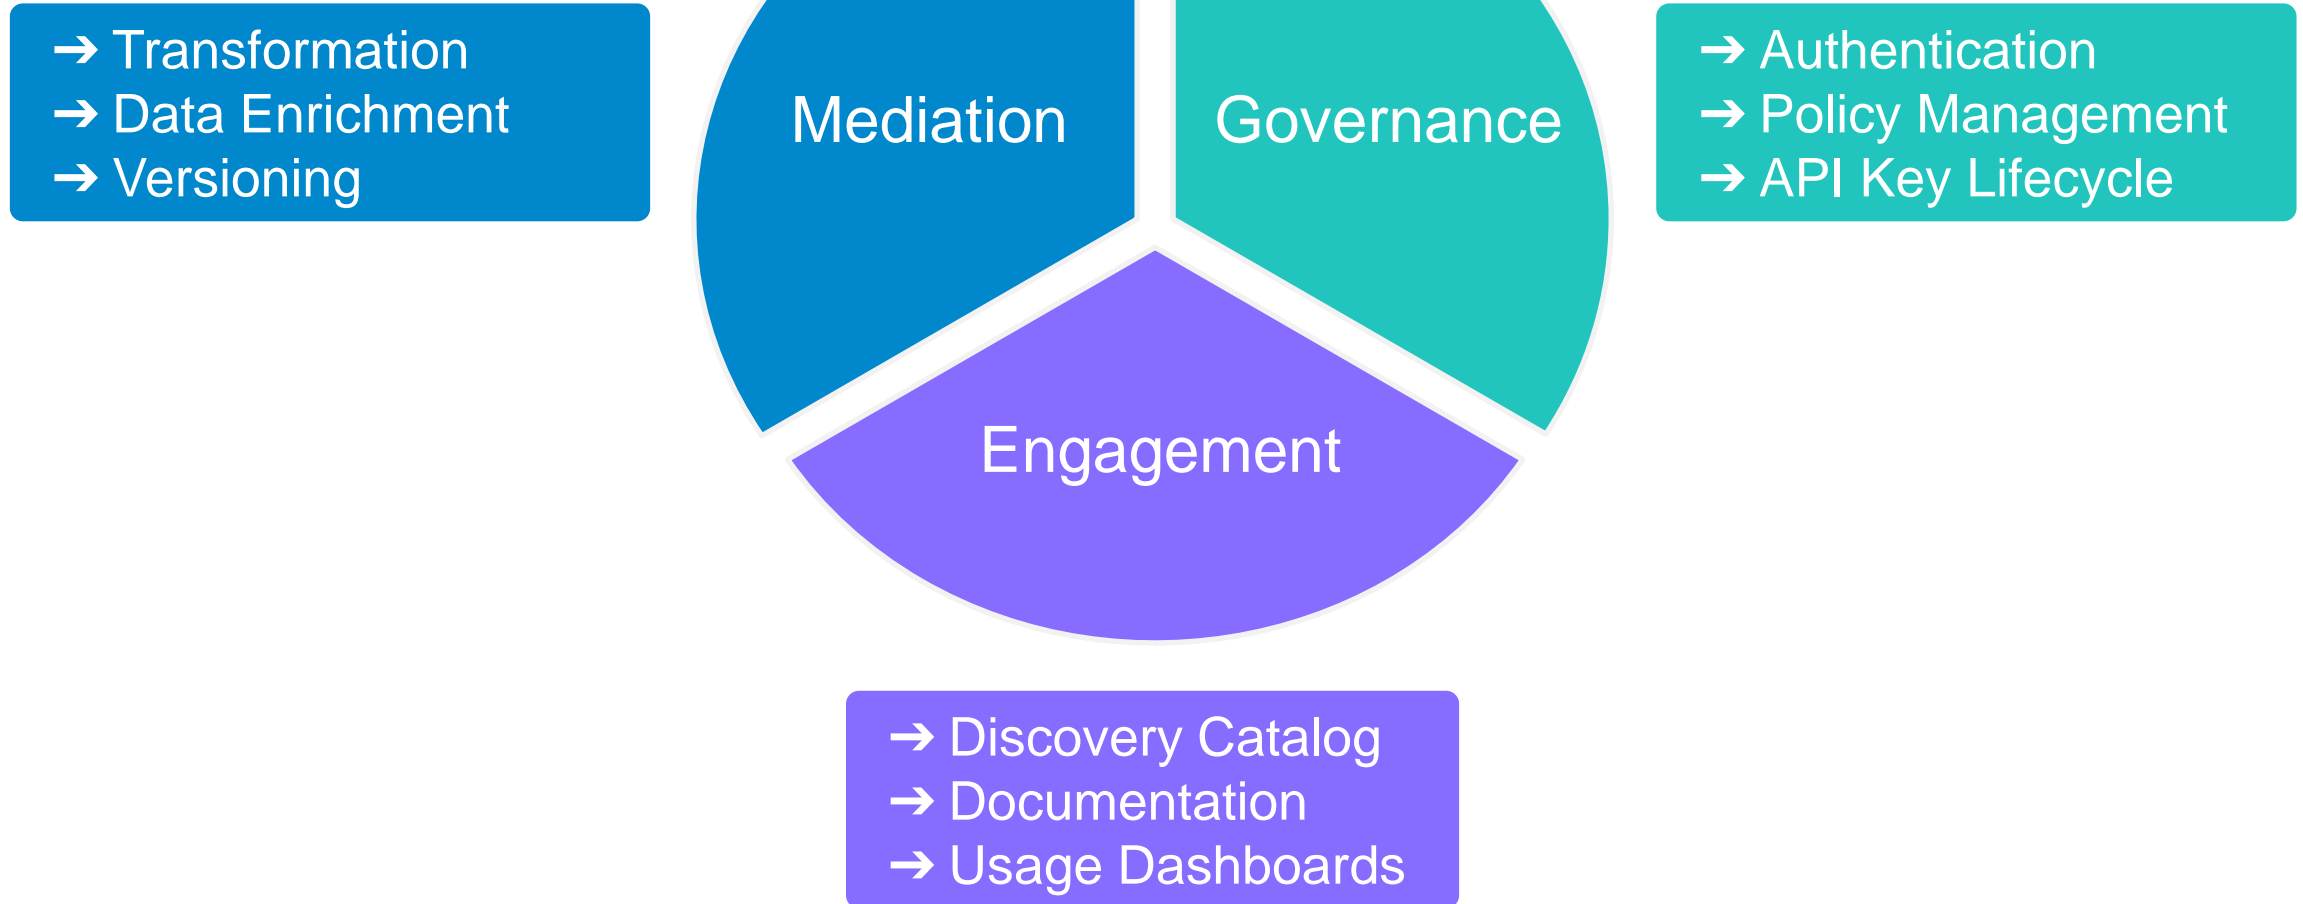 ➔ Transformation
➔ Data Enrichment
➔ Versioning
Mediation
Governance
➔ Authentication
➔ Policy Management
➔ API Key Lifecycle
Engagement
➔ Discovery Catalog
➔ Documentation
➔ Usage Dashboards